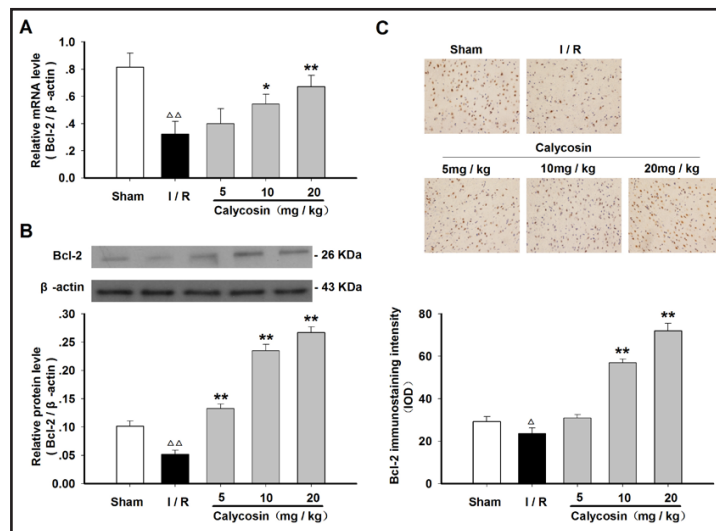 A
Relative mRNA levle
( Bcl-2 / β -actin )
1.0
.8
.6
.4
.2
0.0
△△
*
**
Sham
I / R
5
10
20
Calycosin (mg / kg)
B
Bcl-2
- 26 KDa
β -actin
- 43 KDa
Relative protein levle
( Bcl-2 / β-actin )
.30
.25
.20
.15
.10
.05
0.00
△△
**
**
**
Sham
I / R
5
10
20
Calycosin (mg / kg)
C
Sham
I / R
Calycosin
5mg / kg
10mg / kg
20mg / kg
Bcl-2 immunostaining intensity
(IOD)
80
60
40
20
0
△
**
**
Sham
I / R
5
10
20
Calycosin (mg / kg)